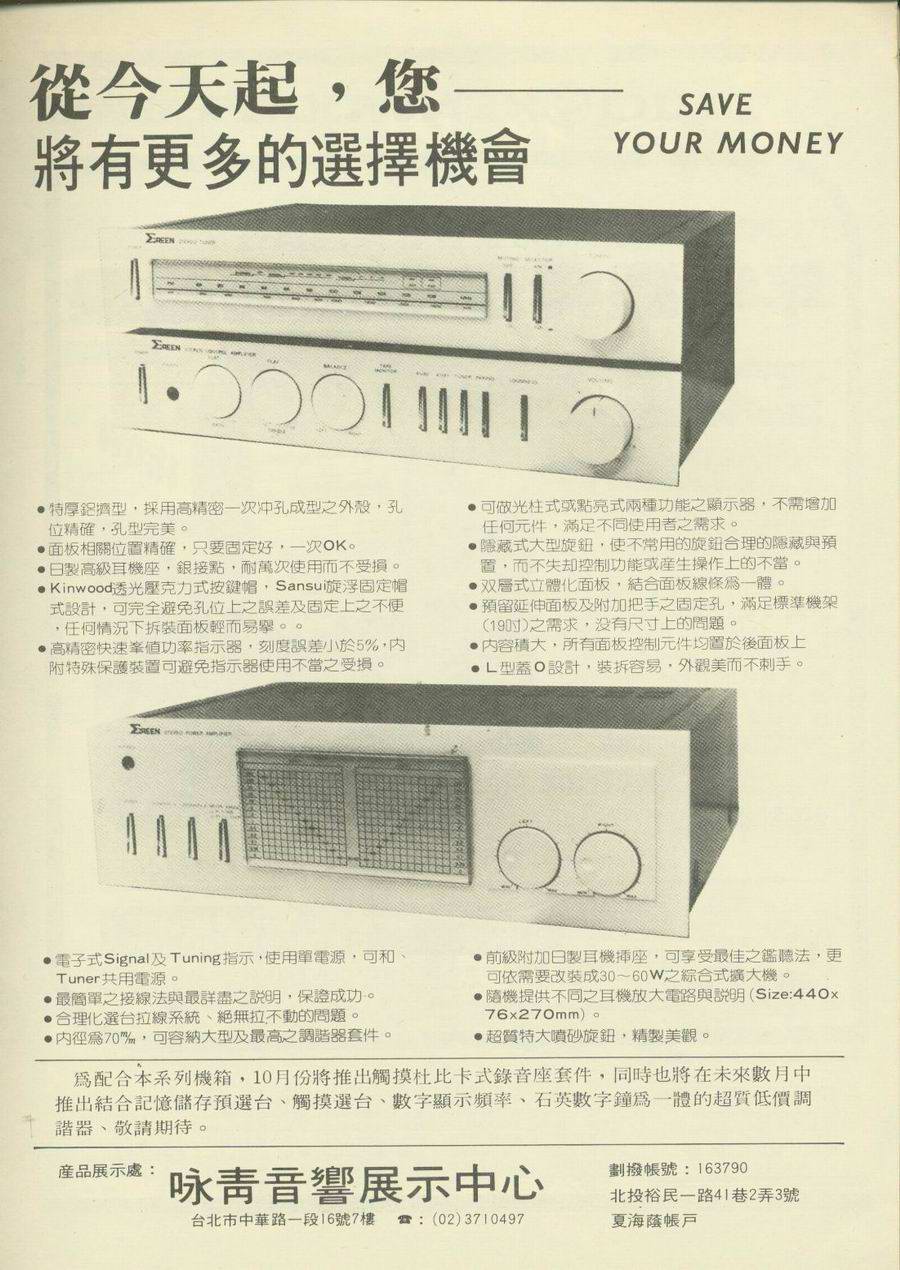 從今天起，您——
將有更多的選擇機會
SAVE
YOUR MONEY
ΣREEN STEREO TUNER
ΣREEN STEREO CONTROL AMPLIFIER
BALANCE
TAPE
MONITOR
VOLUME
●特厚鋁擠型，採用高精密一次冲孔成型之外殼，孔
位精確，孔型完美。
●面板相關位置精確，只要固定好，一次OK。
●日製高級耳機座，銀接點，耐萬次使用而不受損。
●Kinwood透光壓克力式按鍵帽，Sansui旋浮固定帽
式設計，可完全避免孔位上之誤差及固定上之不便
，任何情況下拆裝面板輕而易擧。。
●高精密快速峯値功率指示器，刻度誤差小於5%，內
附特殊保護裝置可避免指示器使用不當之受損。
●可做光柱式或點亮式兩種功能之顯示器，不需增加
任何元件，滿足不同使用者之需求。
●隱藏式大型旋鈕，使不常用的旋鈕合理的隱藏與預
置，而不失却控制功能或産生操作上的不當。
●双層式立體化面板，結合面板線條爲一體。
●預留延伸面板及附加把手之固定孔，滿足標準機架
(19吋)之需求，没有尺寸上的問題。
●内容積大，所有面板控制元件均置於後面板上
●L型蓋O設計，裝拆容易，外觀美而不刺手。
ΣREEN STEREO POWER AMPLIFIER
LEFT
RIGHT
●電子式Signal及Tuning指示，使用單電源，可和、
Tuner共用電源。
●最簡單之接線法與最詳盡之説明，保證成功。
●合理化選台拉線系統、絶無拉不動的問題。
●内徑爲70㎜，可容納大型及最高之調諧器套件。
●前級附加日製耳機揷座，可享受最佳之鑑聽法，更
可依需要改裝成30～60W之綜合式擴大機。
●隨機提供不同之耳機放大電路與説明(Size:440x
76x270mm)。
●超質特大噴砂旋鈕，精製美觀。
爲配合本系列機箱，10月份將推出觸摸杜比卡式錄音座套件，同時也將在未來數月中
推出結合記憶儲存預選台、觸摸選台、數字顯示頻率、石英數字鐘爲一體的超質低價調
諧器、敬請期待。
産品展示處：
咏靑音響展示中心
台北市中華路一段16號7樓 ☎：(02)3710497
劃撥帳號：163790
北投裕民一路41巷2弄3號
夏海蔭帳戸